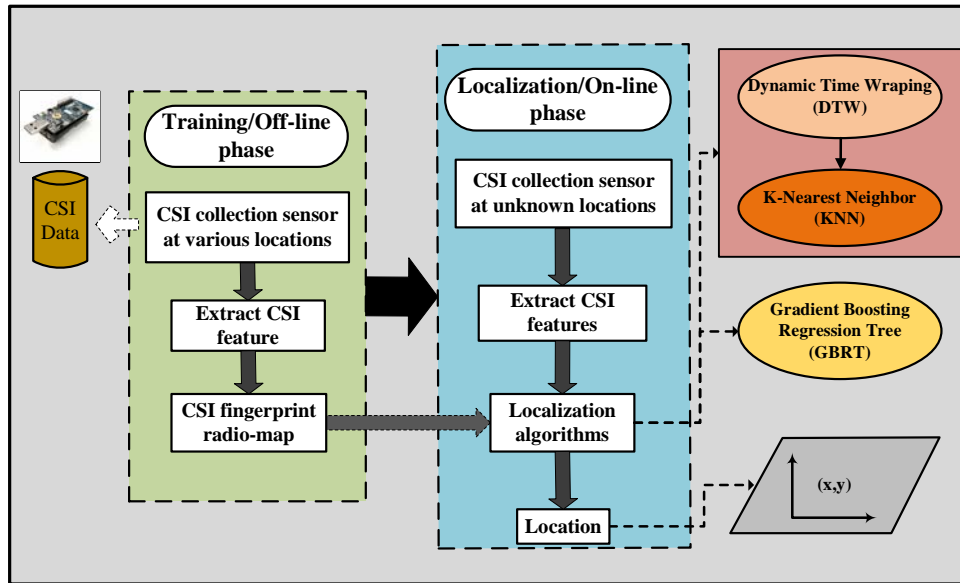 Training/Off-line
phase
CSI
Data
CSI collection sensor
at various locations
Extract CSI
feature
CSI fingerprint
radio-map
Localization/On-line
phase
CSI collection sensor
at unknown locations
Extract CSI
features
Localization
algorithms
Location
Dynamic Time Wraping
(DTW)
K-Nearest Neighbor
(KNN)
Gradient Boosting
Regression Tree
(GBRT)
(x,y)